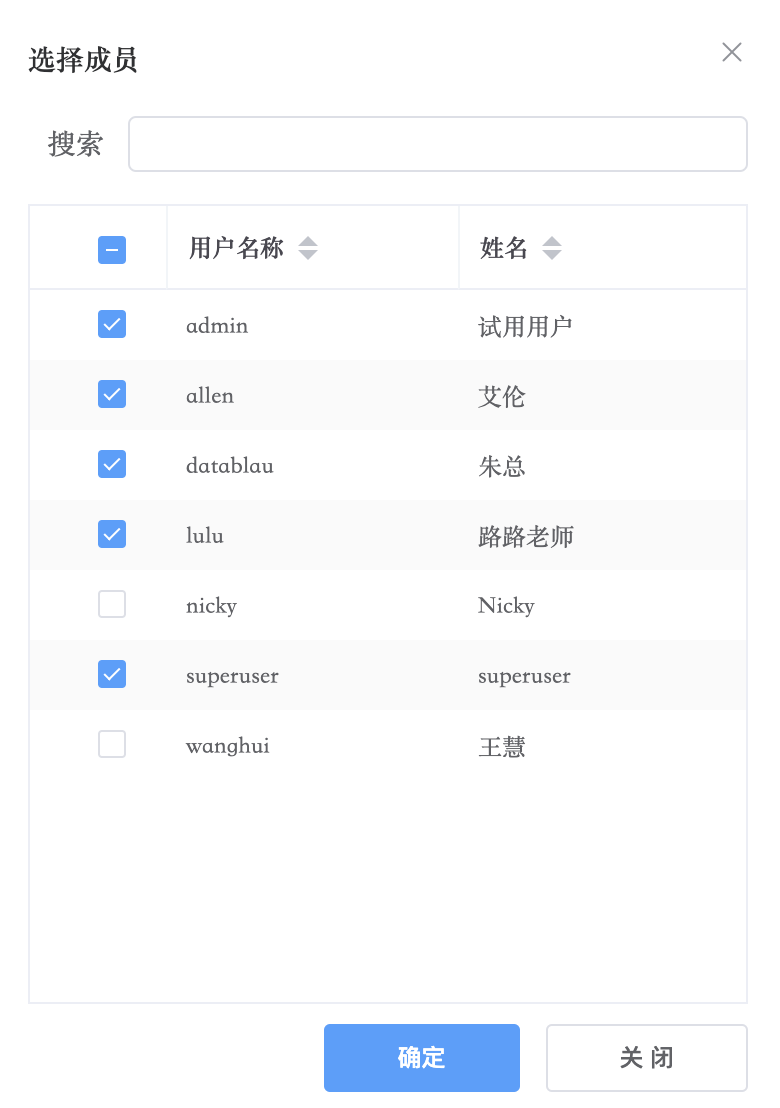 选择成员
搜索
用户名称 姓名
admin 试用用户
allen 艾伦
datablau 朱总
lulu 路路老师
nicky Nicky
superuser superuser
wanghui 王慧
确定 关 闭